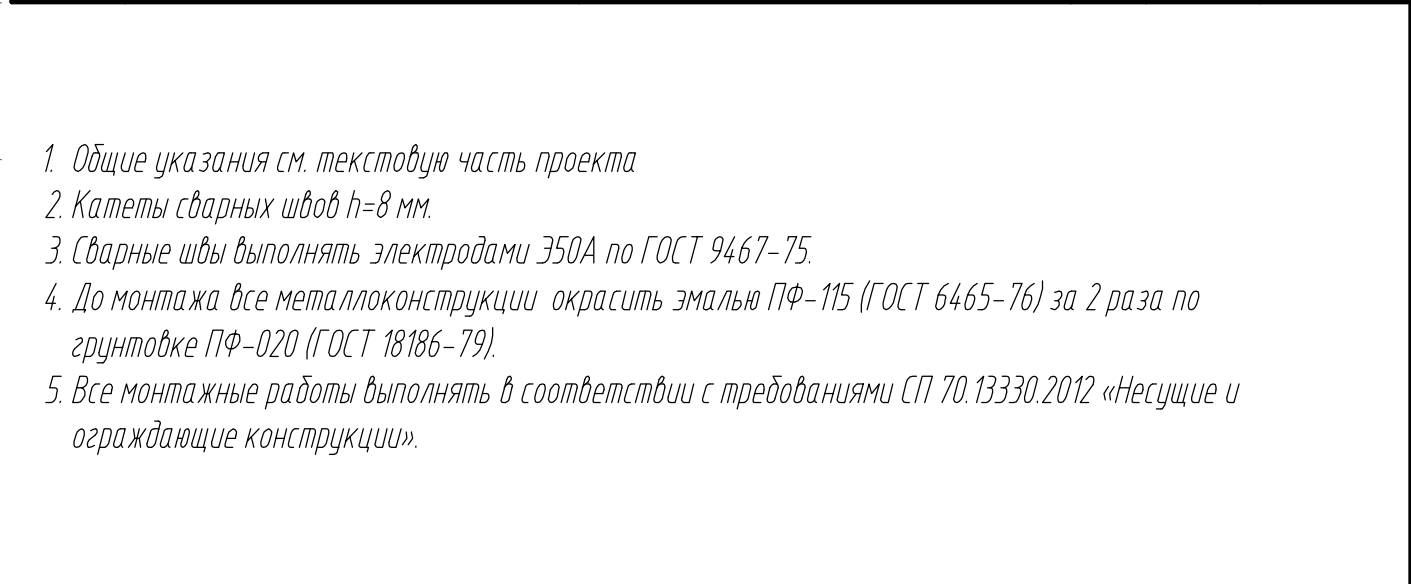 1. Общие указания см. текстовую часть проекта
2. Катеты сварных швов h=8 мм.
3. Сварные швы выполнять электродами Э50А по ГОСТ 9467-75.
4. До монтажа все металлоконструкции окрасить эмалью ПФ-115 (ГОСТ 6465-76) за 2 раза по
грунтовке ПФ-020 (ГОСТ 18186-79).
5. Все монтажные работы выполнять в соответствии с требованиями СП 70.13330.2012 «Несущие и
ограждающие конструкции».